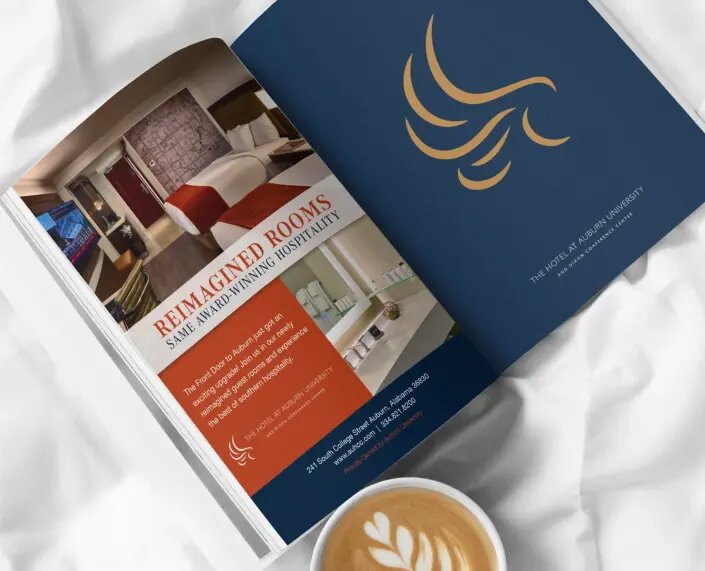 REIMAGINED ROOMS
SAME AWARD-WINNING HOSPITALITY
The Front Door to Auburn just got an
exciting upgrade! Join us in our newly
reimagined guest rooms and experience
the best of southern hospitality.
THE HOTEL AT AUBURN UNIVERSITY
AND DIXON CONFERENCE CENTER
241 South College Street Auburn, Alabama 36830
www.auhcc.com | 334.821.8200
Proudly Owned by Auburn University
THE HOTEL AT AUBURN UNIVERSITY
AND DIXON CONFERENCE CENTER